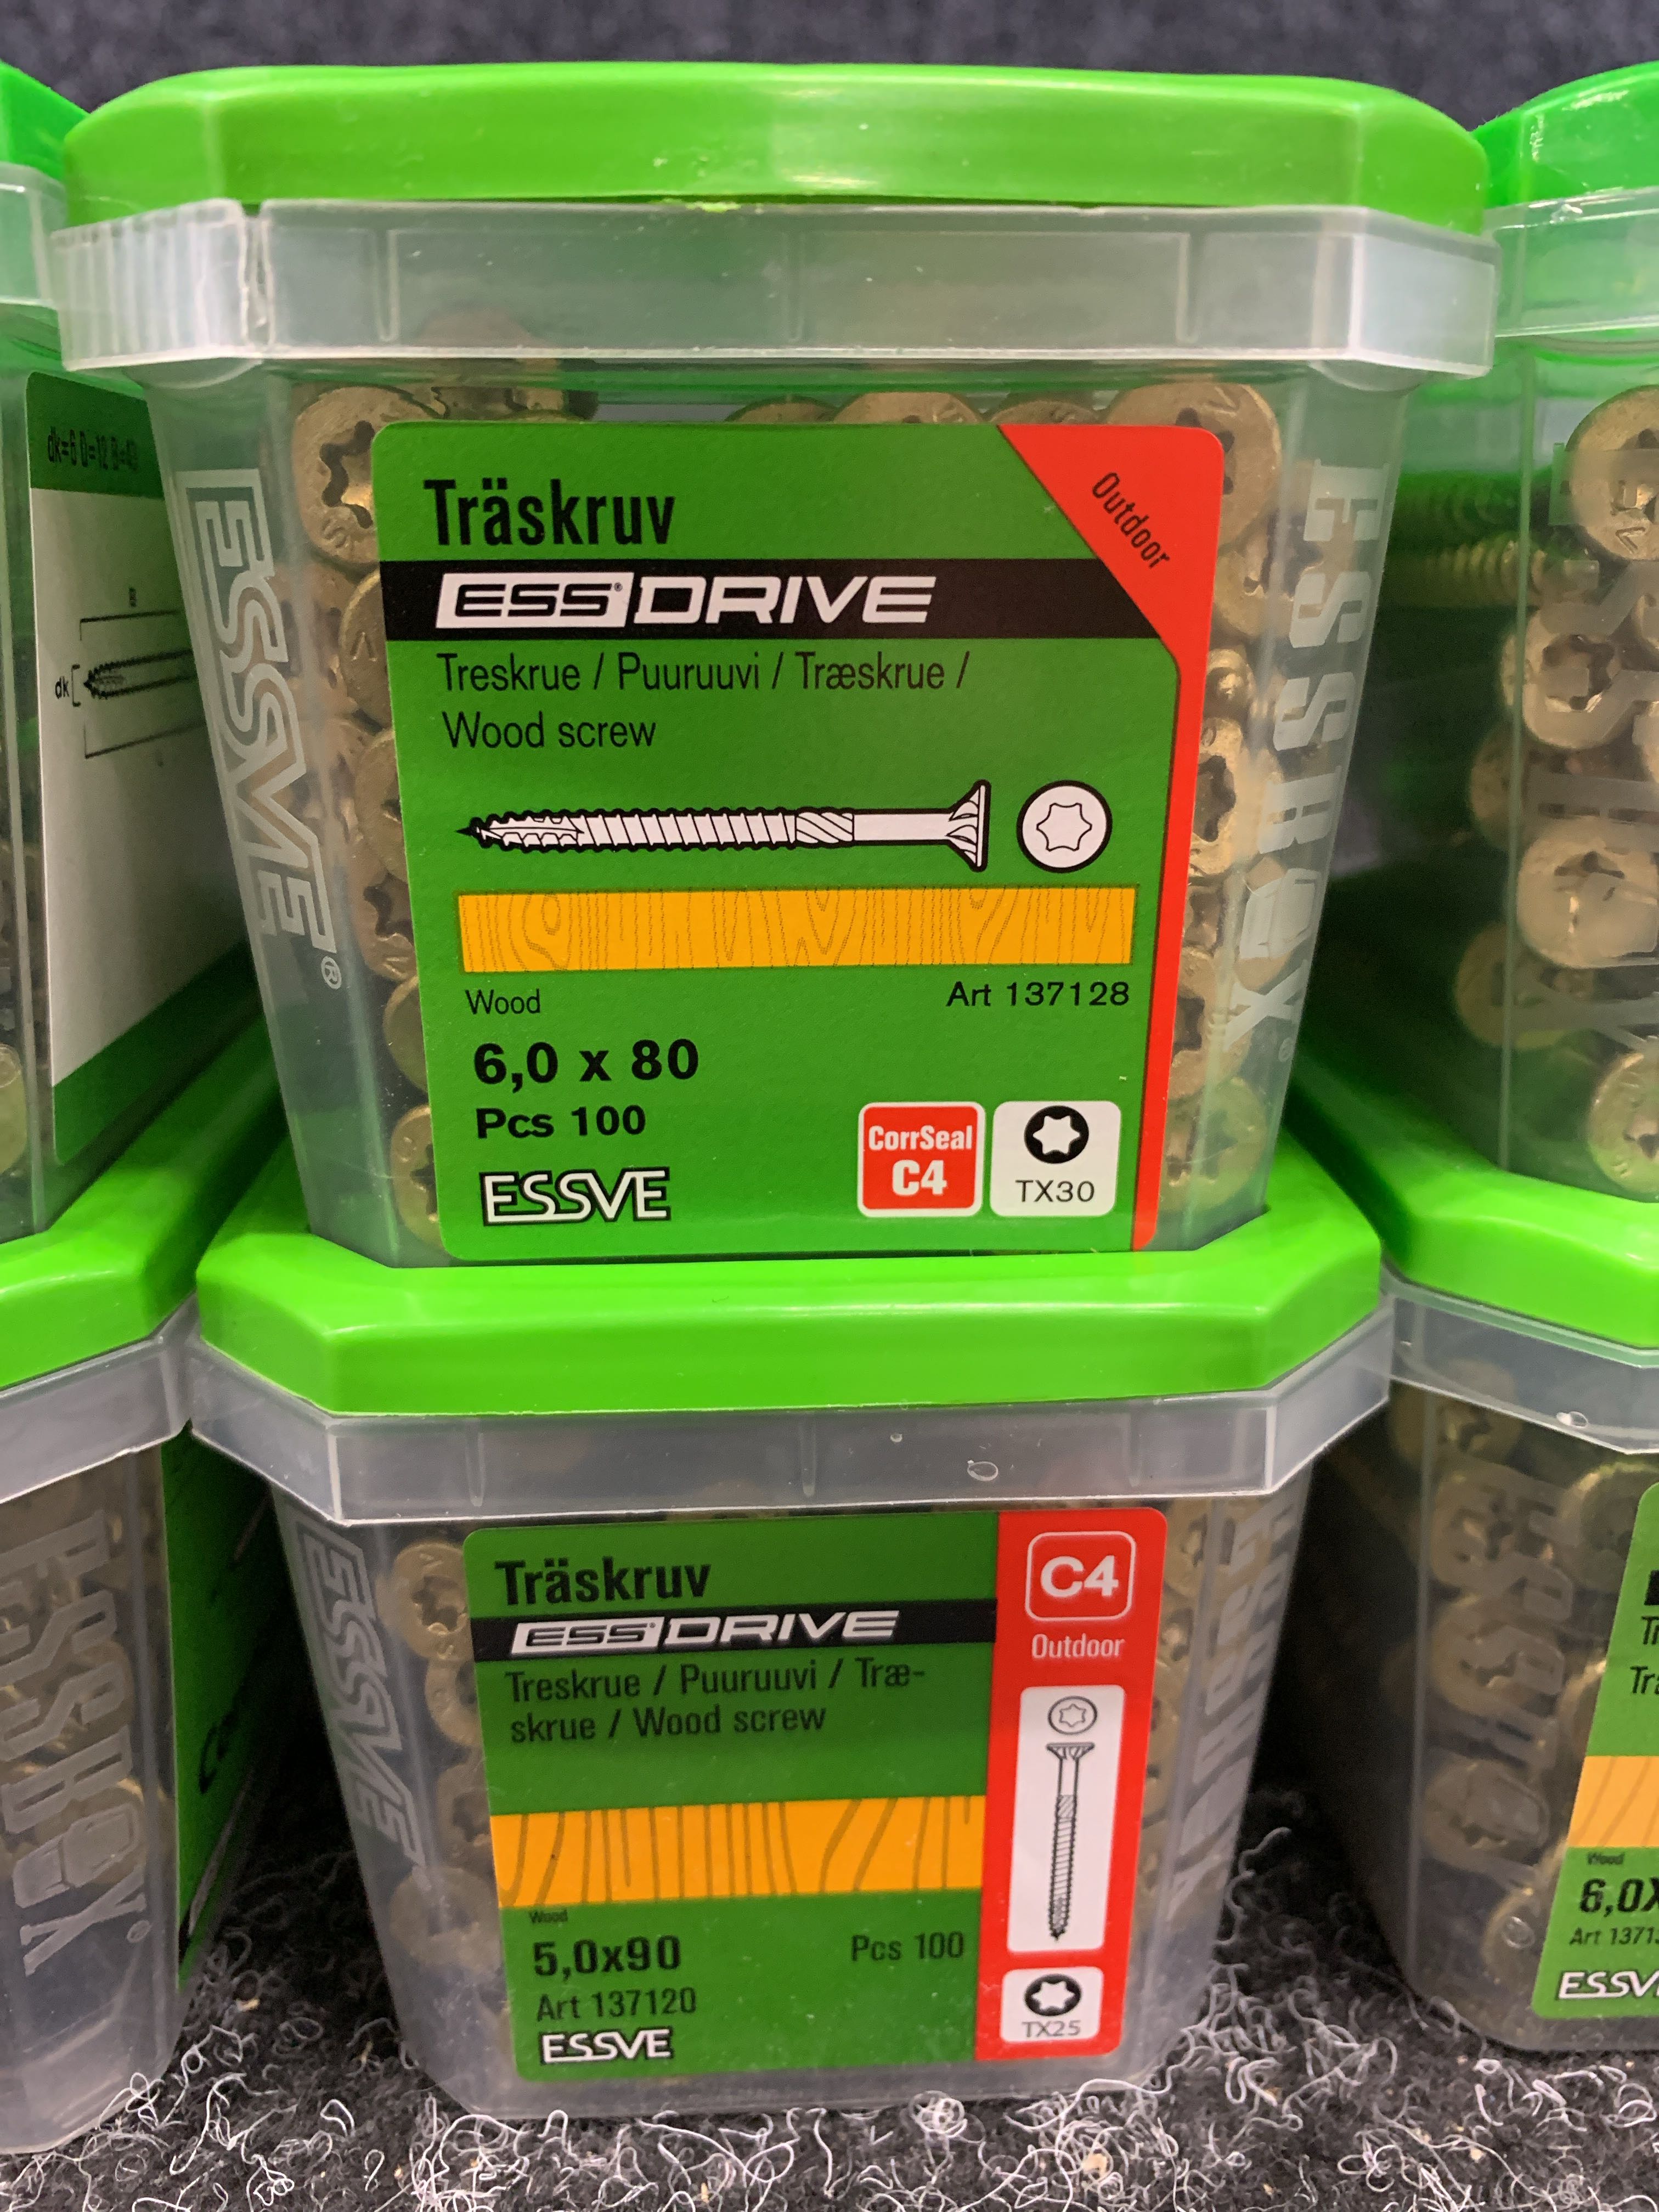 Träskruv
Outdoor
ESS® DRIVE
Treskrue / Puuruuvi / Træskrue /
Wood screw
Wood
Art 137128
6,0 x 80
Pcs 100
CorrSeal
C4
TX30
ESSVE
ESSVE®
ESSBOX
dk
Träskruv
ESS® DRIVE
Treskrue / Puuruuvi / Træ-
skrue / Wood screw
Wood
5,0x90
Pcs 100
Art 137120
ESSVE
C4
Outdoor
TX25
ESSVE
ESSBOX
Wood
ESSBOX